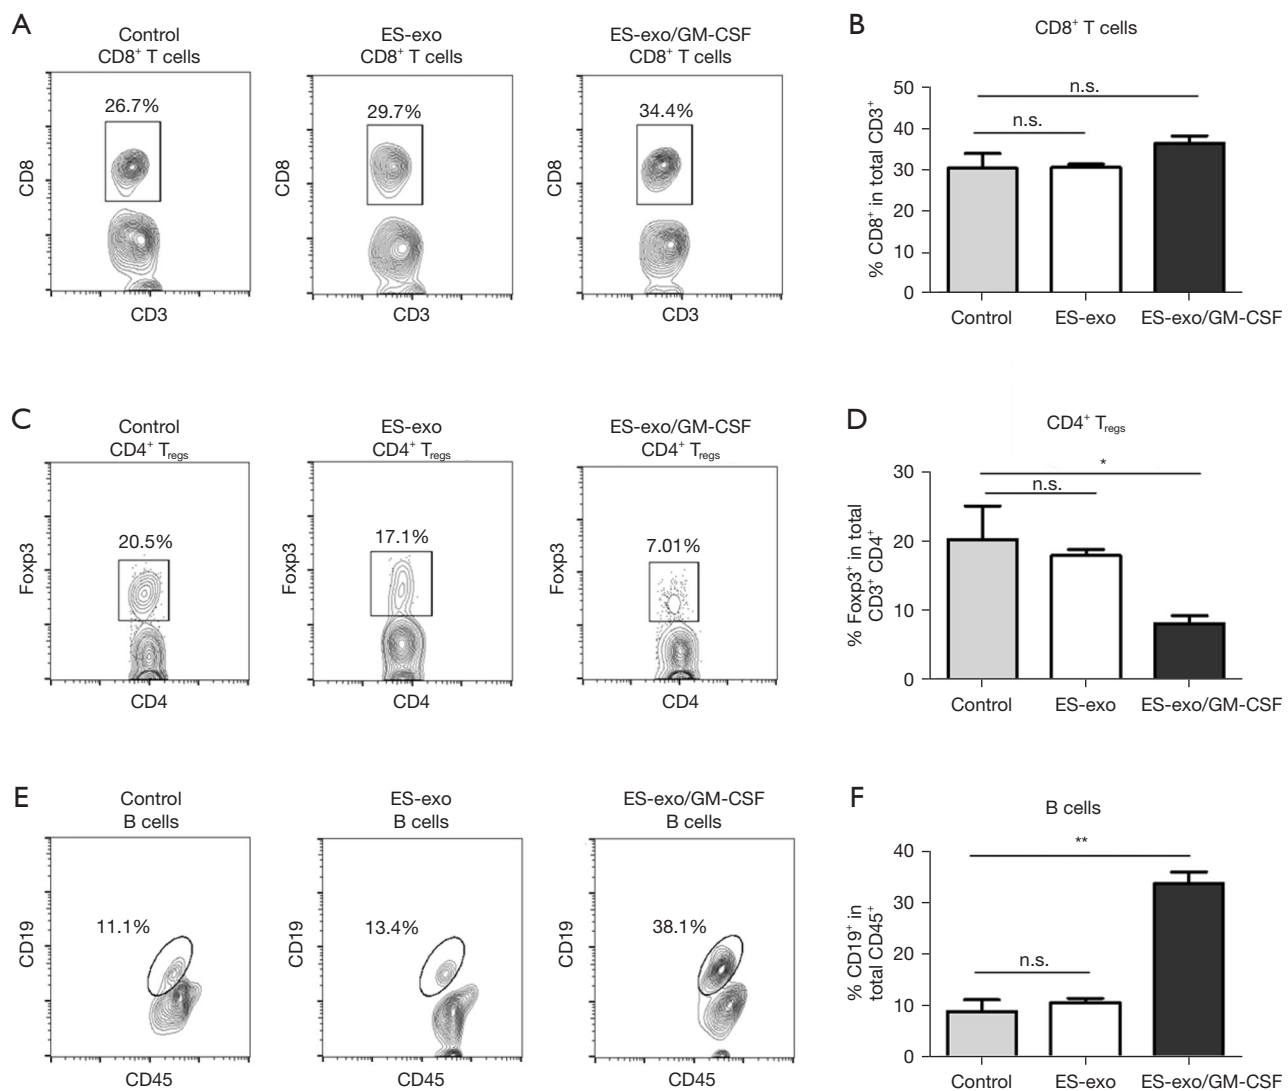 A
Control
CD8⁺ T cells
26.7%
CD8
CD3
ES-exo
CD8⁺ T cells
29.7%
CD8
CD3
ES-exo/GM-CSF
CD8⁺ T cells
34.4%
CD8
CD3
B
CD8⁺ T cells
% CD8⁺ in total CD3⁺
50
40
30
20
10
0
n.s.
n.s.
Control
ES-exo
ES-exo/GM-CSF
C
Control
CD4⁺ Tregs
20.5%
Foxp3
CD4
ES-exo
CD4⁺ Tregs
17.1%
Foxp3
CD4
ES-exo/GM-CSF
CD4⁺ Tregs
7.01%
Foxp3
CD4
D
CD4⁺ Tregs
% Foxp3⁺ in total
CD3⁺ CD4⁺
30
20
10
0
*
n.s.
Control
ES-exo
ES-exo/GM-CSF
E
Control
B cells
11.1%
CD19
CD45
ES-exo
B cells
13.4%
CD19
CD45
ES-exo/GM-CSF
B cells
38.1%
CD19
CD45
F
B cells
% CD19⁺ in
total CD45⁺
40
30
20
10
0
**
n.s.
Control
ES-exo
ES-exo/GM-CSF